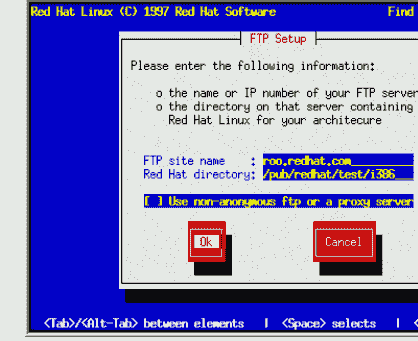 Red Hat Linux (C) 1997 Red Hat Software Find
FTP Setup
Please enter the following information:
o the name or IP number of your FTP server
o the directory on that server containing
Red Hat Linux for your architecure
FTP site name : roo.redhat.com
Red Hat directory: /pub/redhat/test/i386
[ ] Use non-anonymous ftp or a proxy server
Ok Cancel
<Tab>/<Alt-Tab> between elements | <Space> selects | <